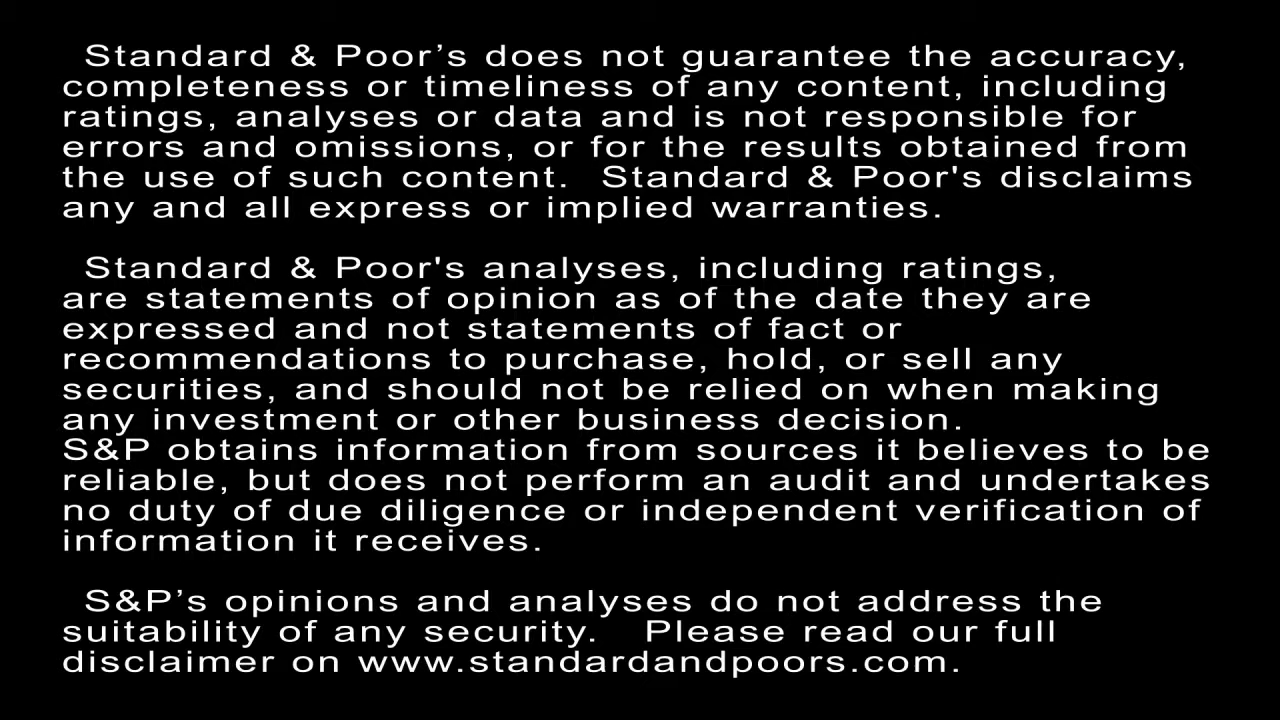 Standard & Poor’s does not guarantee the accuracy,
completeness or timeliness of any content, including
ratings, analyses or data and is not responsible for
errors and omissions, or for the results obtained from
the use of such content.  Standard & Poor's disclaims
any and all express or implied warranties.
Standard & Poor's analyses, including ratings,
are statements of opinion as of the date they are
expressed and not statements of fact or
recommendations to purchase, hold, or sell any
securities, and should not be relied on when making
any investment or other business decision.
S&P obtains information from sources it believes to be
reliable, but does not perform an audit and undertakes
no duty of due diligence or independent verification of
information it receives.
S&P’s opinions and analyses do not address the
suitability of any security.   Please read our full
disclaimer on www.standardandpoors.com.